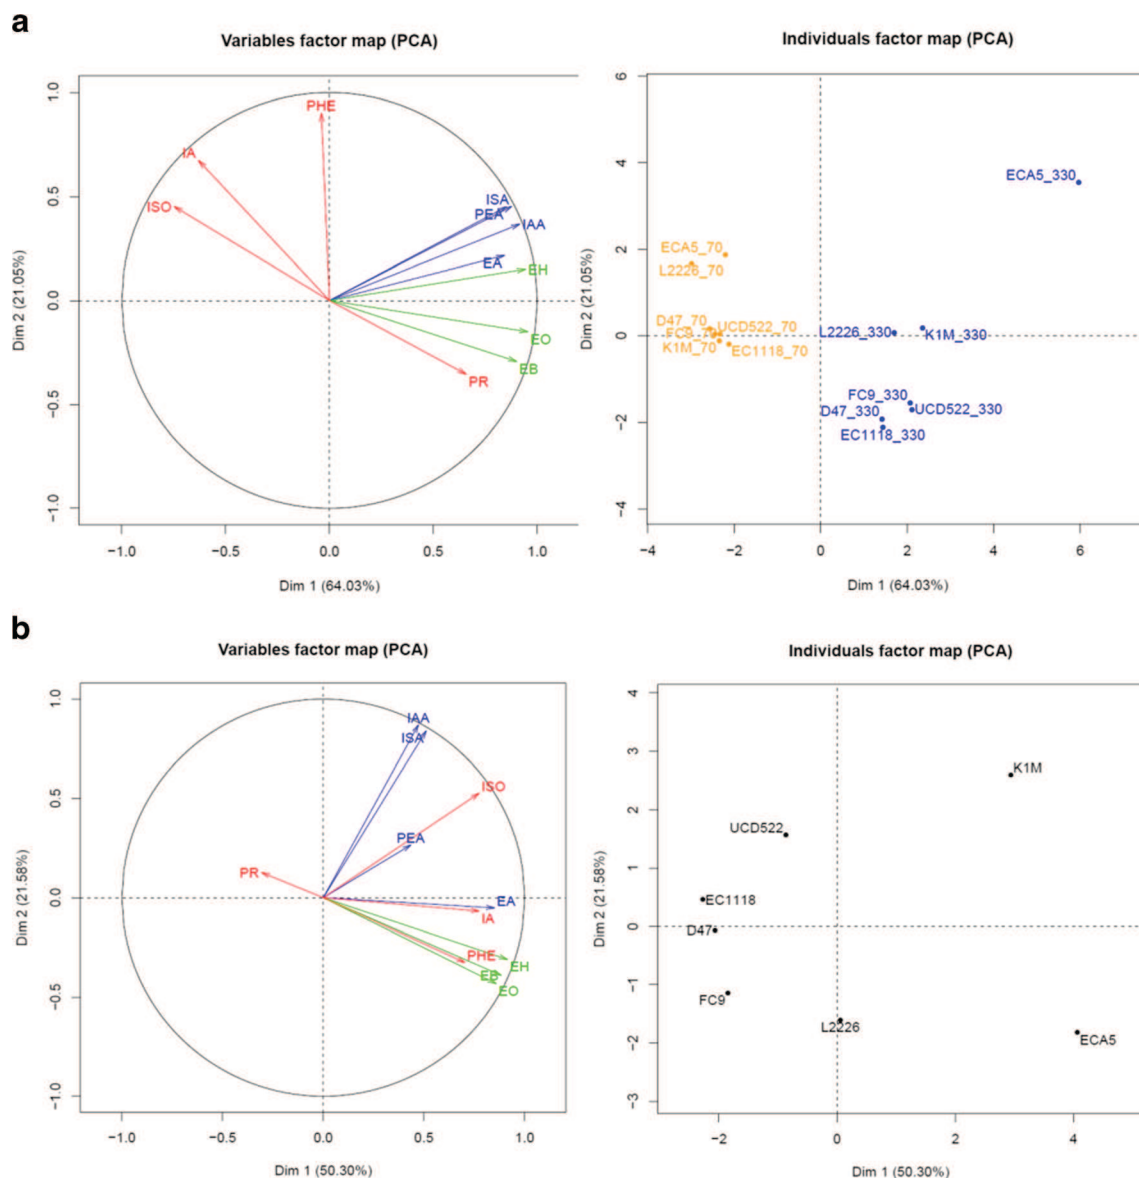 a
Variables factor map (PCA)
Dim 2 (21.05%)
1.0
0.5
0.0
−0.5
−1.0
PHE
IA
ISO
ISA
PEA
IAA
EA
EH
EO
EB
PR
−1.0 −0.5 0.0 0.5 1.0
Dim 1 (64.03%)
Individuals factor map (PCA)
Dim 2 (21.05%)
6
4
2
0
−2
−4
ECA5_330
ECA5_70
L2226_70
D47_70
UCD522_70
FC9_70
K1M_70
EC1118_70
L2226_330
K1M_330
FC9_330
UCD522_330
D47_330
EC1118_330
−4 −2 0 2 4 6
Dim 1 (64.03%)
b
Variables factor map (PCA)
Dim 2 (21.58%)
1.0
0.5
0.0
−0.5
−1.0
IAA
ISA
ISO
PEA
PR
EA
IA
PHE
EH
EB
EO
−1.0 −0.5 0.0 0.5 1.0
Dim 1 (50.30%)
Individuals factor map (PCA)
Dim 2 (21.58%)
4
3
2
1
0
−1
−2
−3
K1M
UCD522
EC1118
D47
FC9
L2226
ECA5
−2 0 2 4
Dim 1 (50.30%)